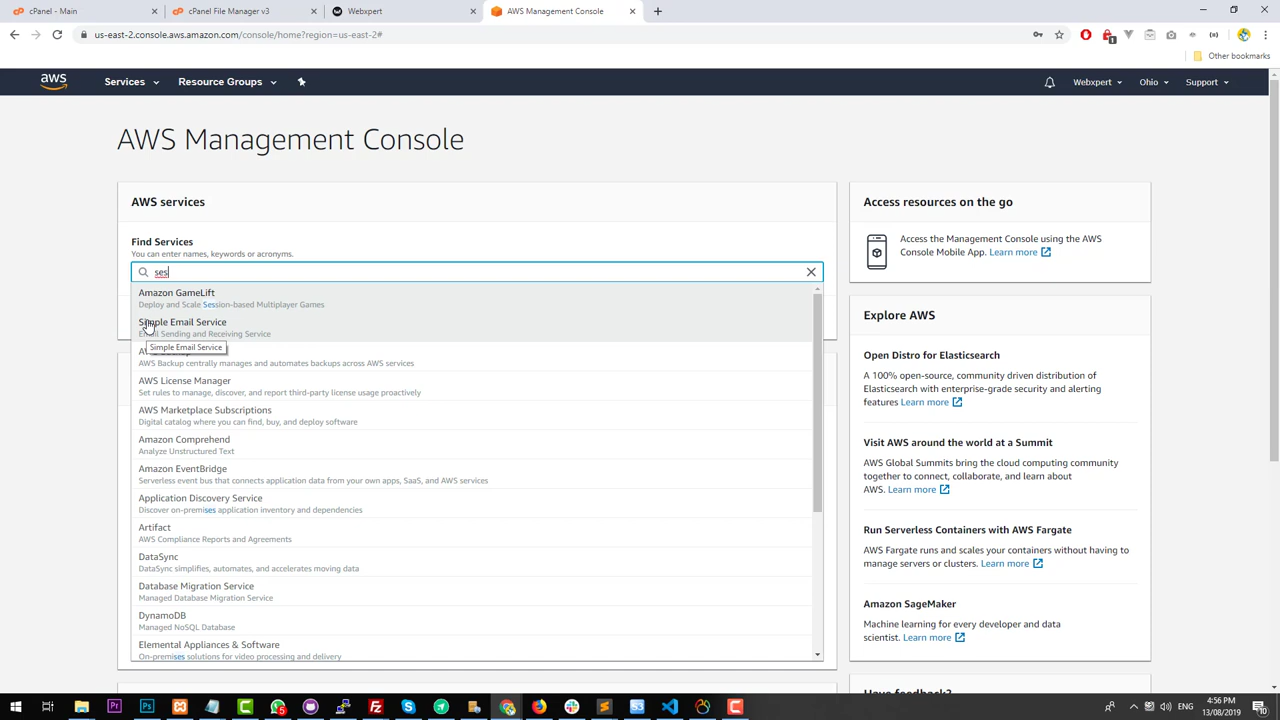 cPanel - Main
cPanel File Manager v3
Webxpert
AWS Management Console
us-east-2.console.aws.amazon.com/console/home?region=us-east-2#
1
Other bookmarks
aws
Services
Resource Groups
Webxpert
Ohio
Support
AWS Management Console
AWS services
Find Services
You can enter names, keywords or acronyms.
ses
Amazon GameLift
Deploy and Scale Session-based Multiplayer Games
Simple Email Service
Email Sending and Receiving Service
Simple Email Service
AWS Backup centrally manages and automates backups across AWS services
AWS License Manager
Set rules to manage, discover, and report third-party license usage proactively
AWS Marketplace Subscriptions
Digital catalog where you can find, buy, and deploy software
Amazon Comprehend
Analyze Unstructured Text
Amazon EventBridge
Serverless event bus that connects application data from your own apps, SaaS, and AWS services
Application Discovery Service
Discover on-premises application inventory and dependencies
Artifact
AWS Compliance Reports and Agreements
DataSync
DataSync simplifies, automates, and accelerates moving data
Database Migration Service
Managed Database Migration Service
DynamoDB
Managed NoSQL Database
Elemental Appliances & Software
On-premises solutions for video processing and delivery
Access resources on the go
Access the Management Console using the AWS
Console Mobile App. Learn more
Explore AWS
Open Distro for Elasticsearch
A 100% open-source, community driven distribution of
Elasticsearch with enterprise-grade security and alerting
features Learn more
Visit AWS around the world at a Summit
AWS Global Summits bring the cloud computing community
together to connect, collaborate, and learn about
AWS. Learn more
Run Serverless Containers with AWS Fargate
AWS Fargate runs and scales your containers without having to
manage servers or clusters. Learn more
Amazon SageMaker
Machine learning for every developer and data
scientist. Learn more
Have feedback?
5
ENG
4:56 PM
13/08/2019
10